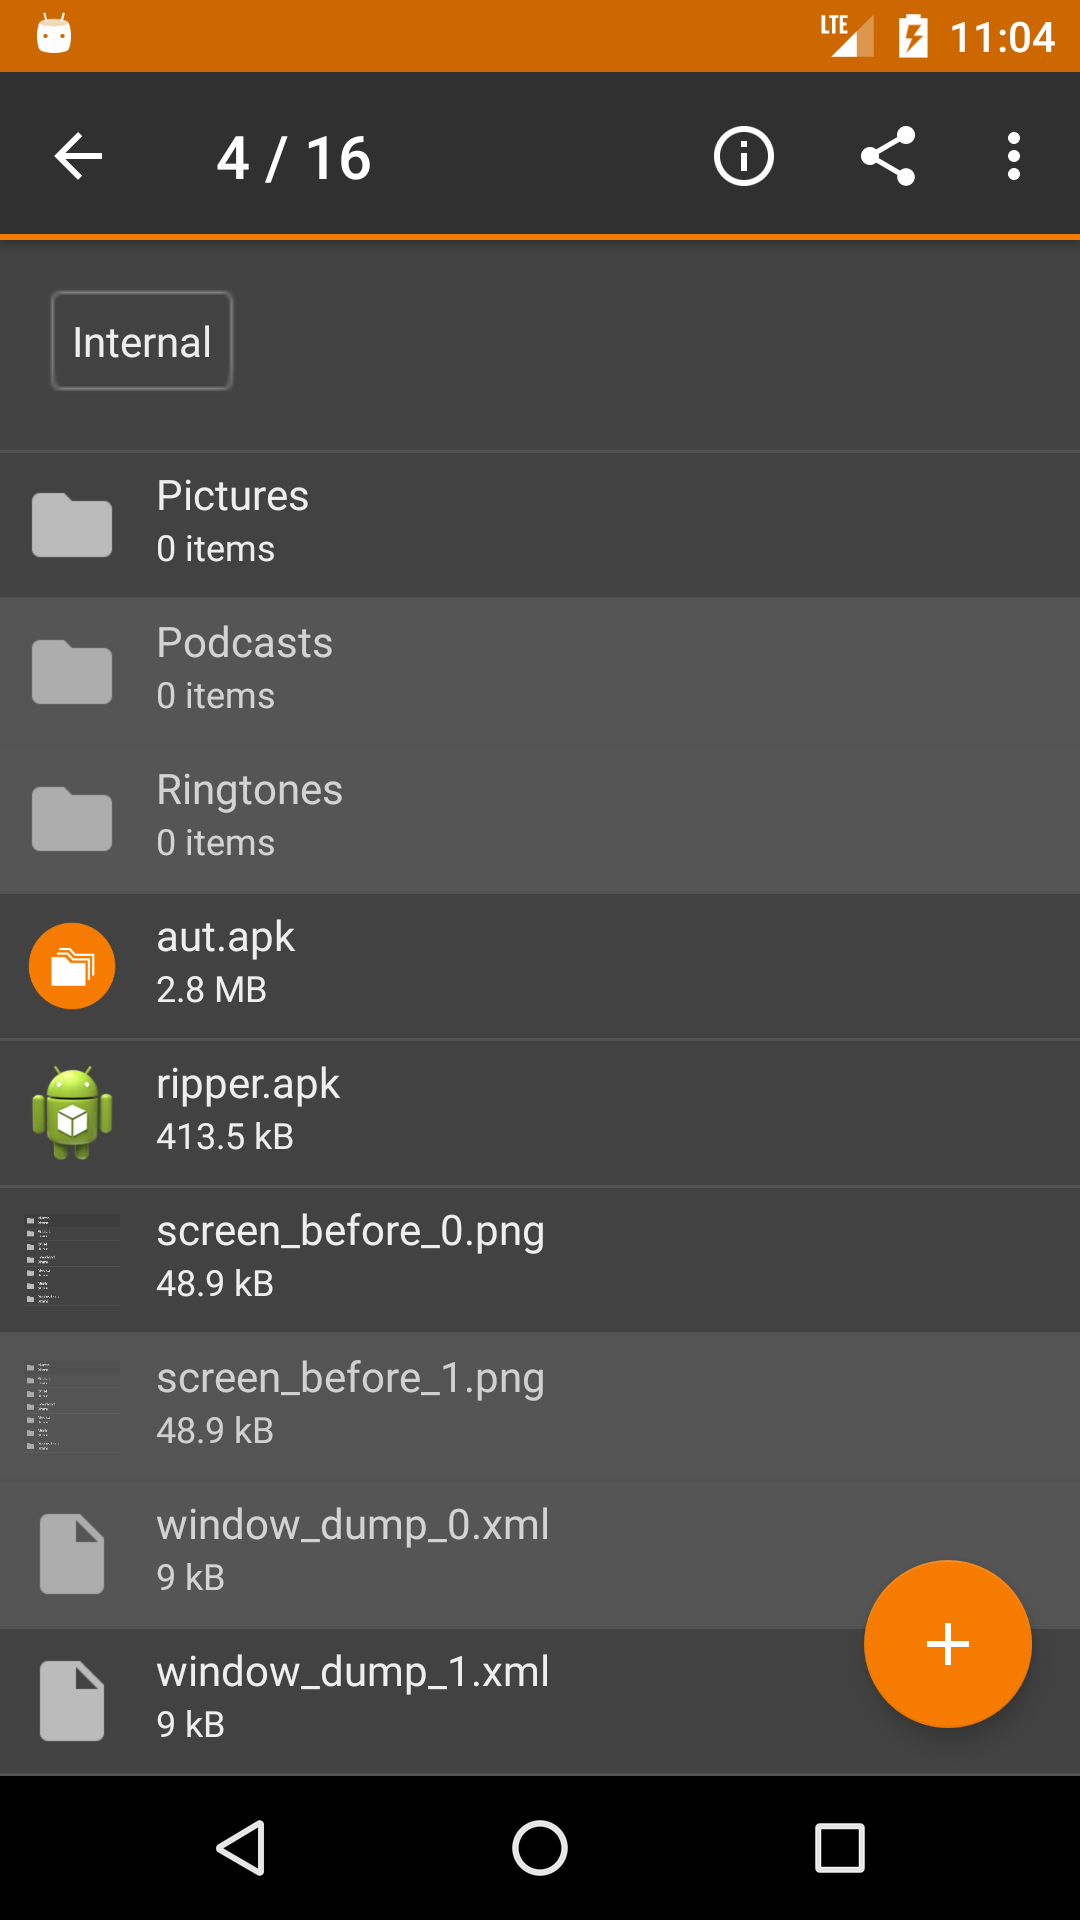 LTE 11:04
4 / 16
Internal
Pictures
0 items
Podcasts
0 items
Ringtones
0 items
aut.apk
2.8 MB
ripper.apk
413.5 kB
screen_before_0.png
48.9 kB
screen_before_1.png
48.9 kB
window_dump_0.xml
9 kB
window_dump_1.xml
9 kB